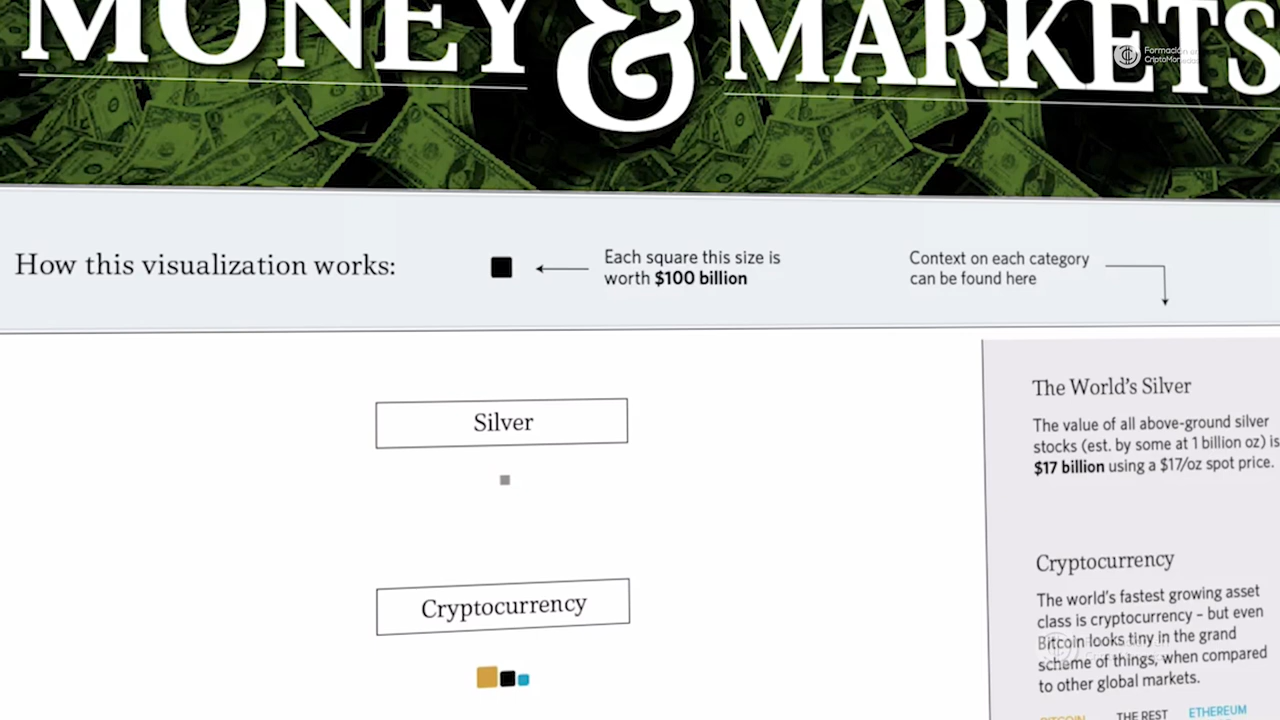 MONEY & MARKETS
Formación en
CriptoMonedas
How this visualization works:
Each square this size is
worth $100 billion
Context on each category
can be found here
Silver
The World's Silver
The value of all above-ground silver
stocks (est. by some at 1 billion oz) is
$17 billion using a $17/oz spot price.
Cryptocurrency
Cryptocurrency
The world's fastest growing asset
class is cryptocurrency – but even
Bitcoin looks tiny in the grand
scheme of things, when compared
to other global markets.
BITCOIN
THE REST
ETHEREUM